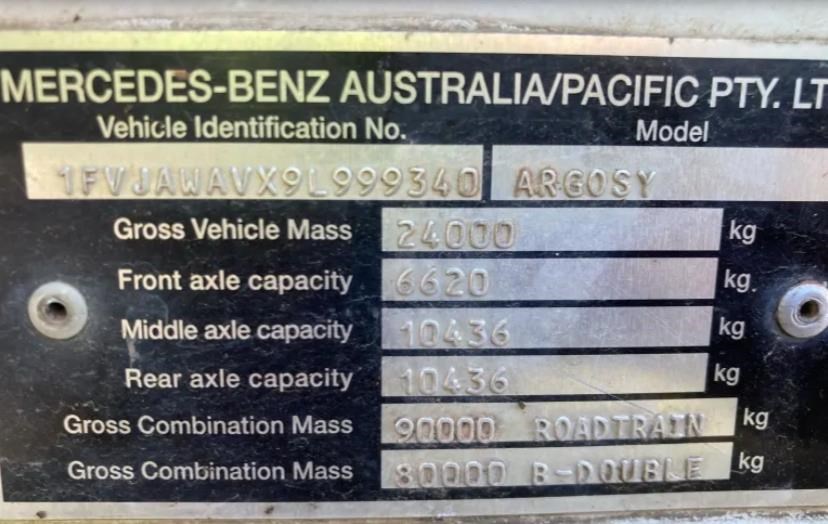 MERCEDES-BENZ AUSTRALIA/PACIFIC PTY. LT
Vehicle Identification No. Model
1FVJAWAVX9L999340 ARGOSY
Gross Vehicle Mass 24000 kg
Front axle capacity 6620 kg.
Middle axle capacity 10436 kg
Rear axle capacity 10436 kg
Gross Combination Mass 90000 ROADTRAIN kg
Gross Combination Mass 80000 B-DOUBLE kg